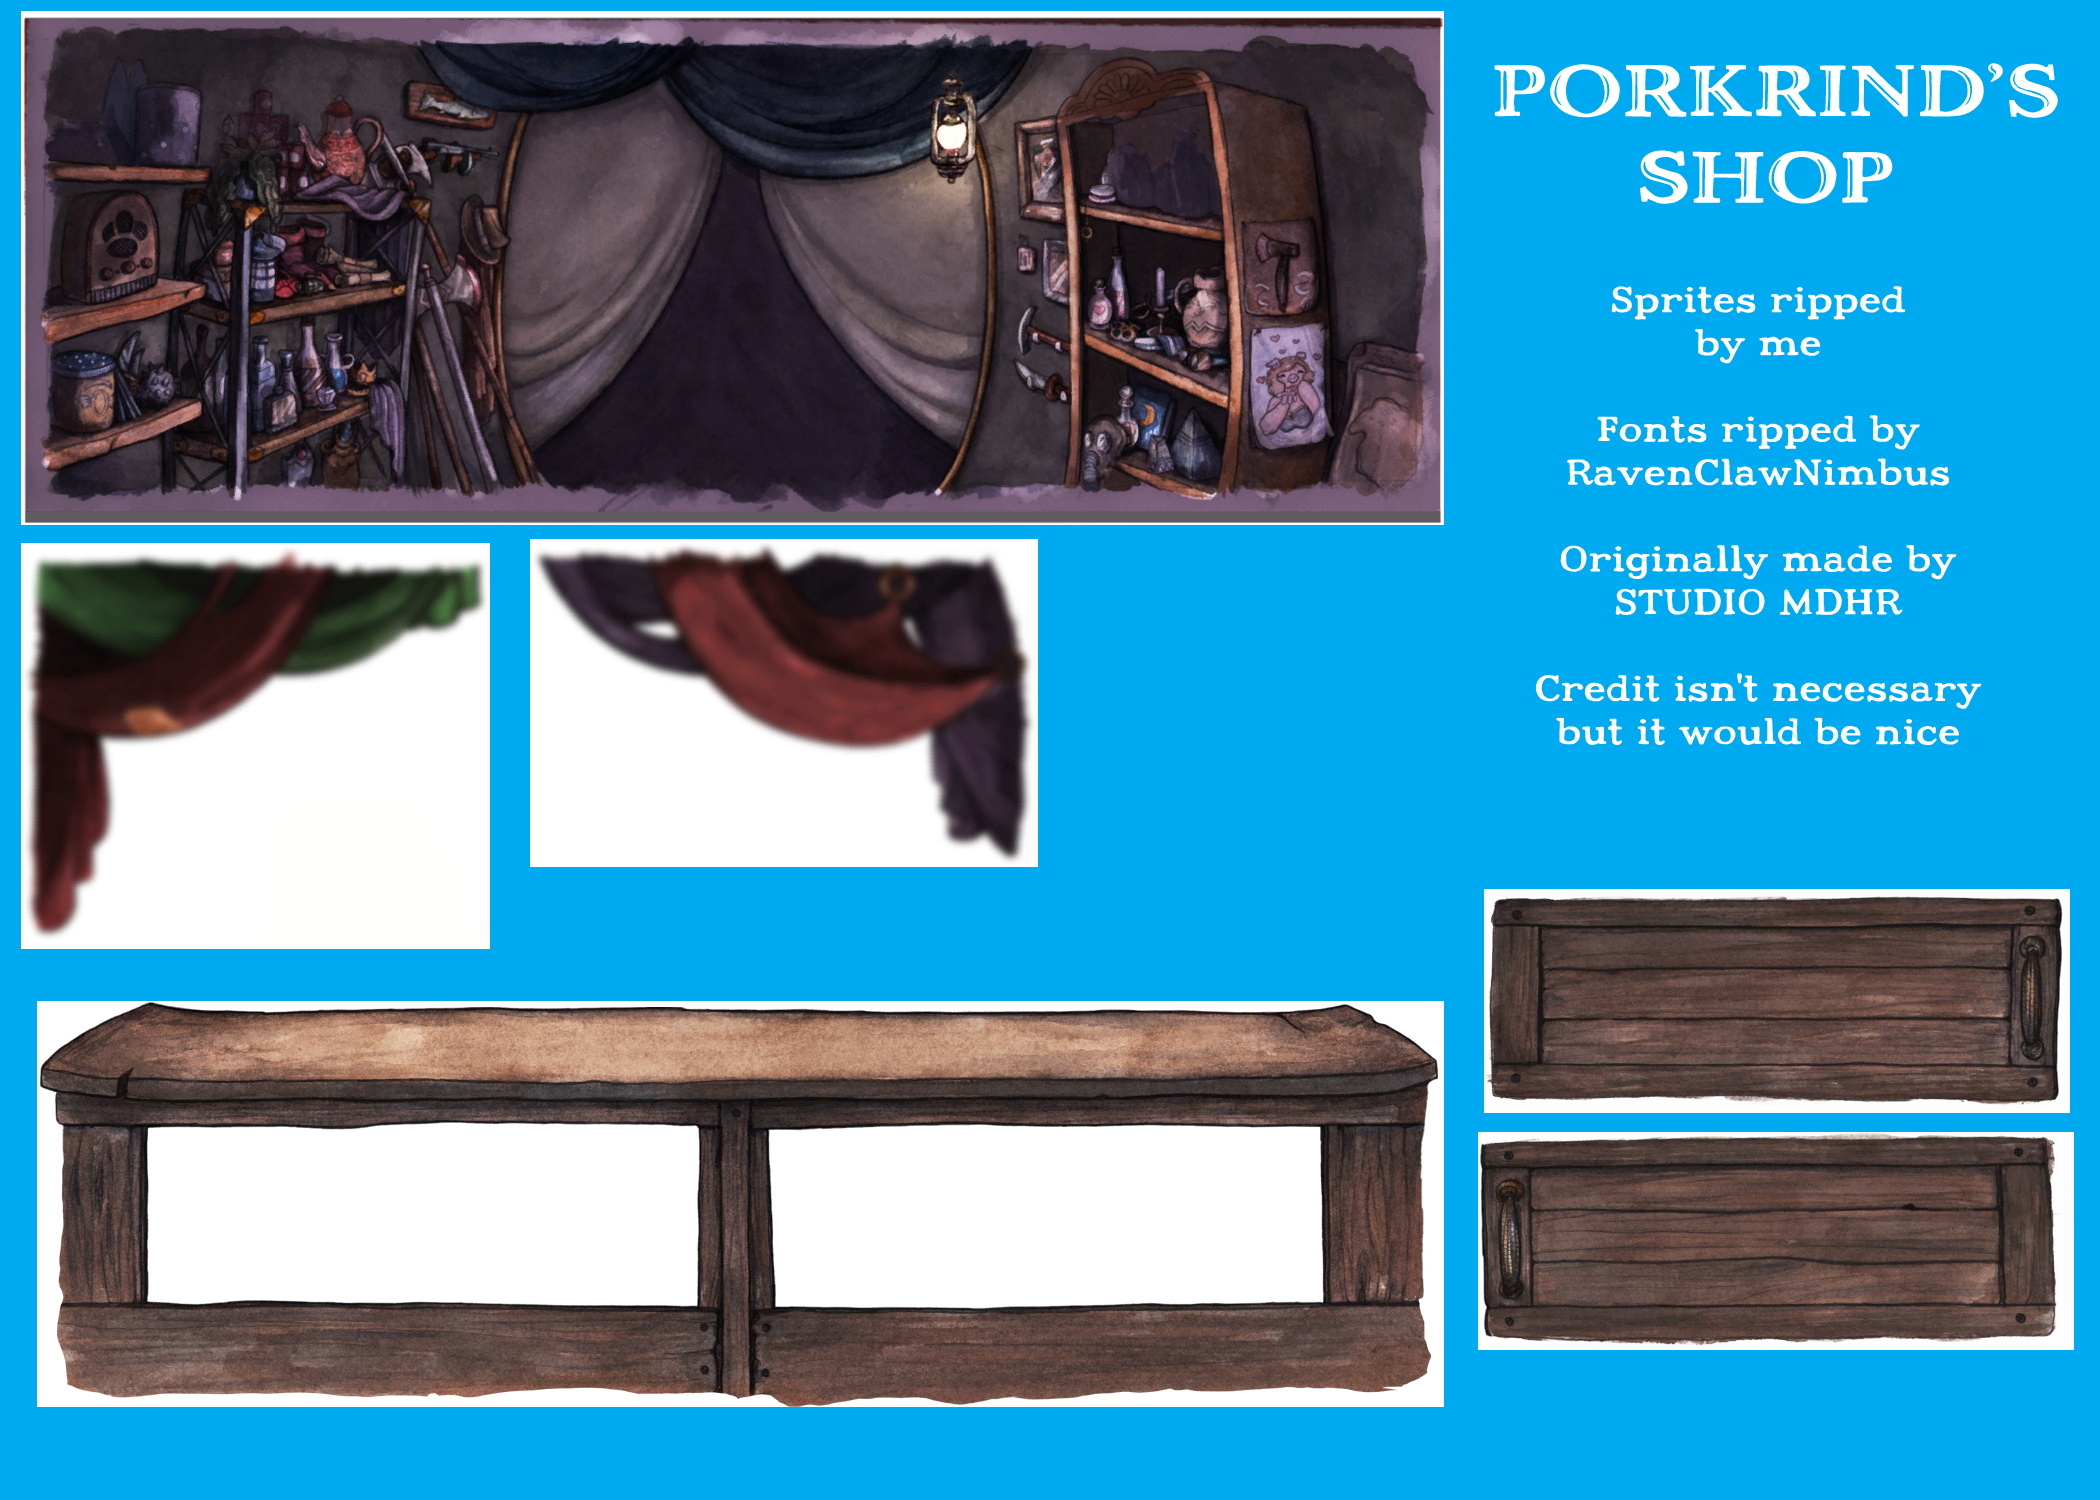 PORKRIND'S
SHOP
Sprites ripped
by me
Fonts ripped by
RavenClawNimbus
Originally made by
STUDIO MDHR
Credit isn't necessary
but it would be nice